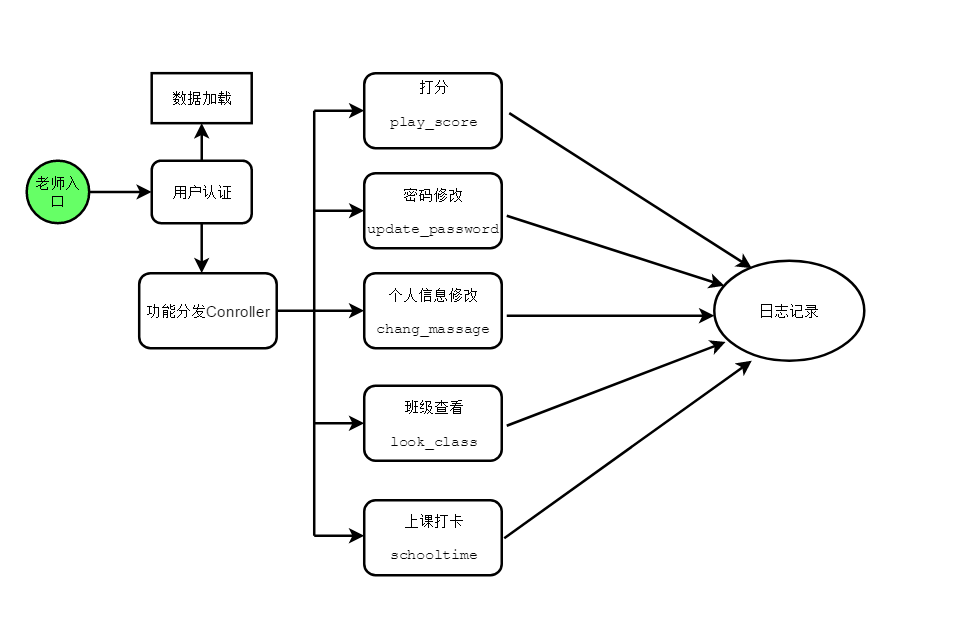 数据加载
老师入
口
用户认证
功能分发Conroller
打分
play_score
密码修改
update_password
个人信息修改
chang_massage
班级查看
look_class
上课打卡
schooltime
日志记录